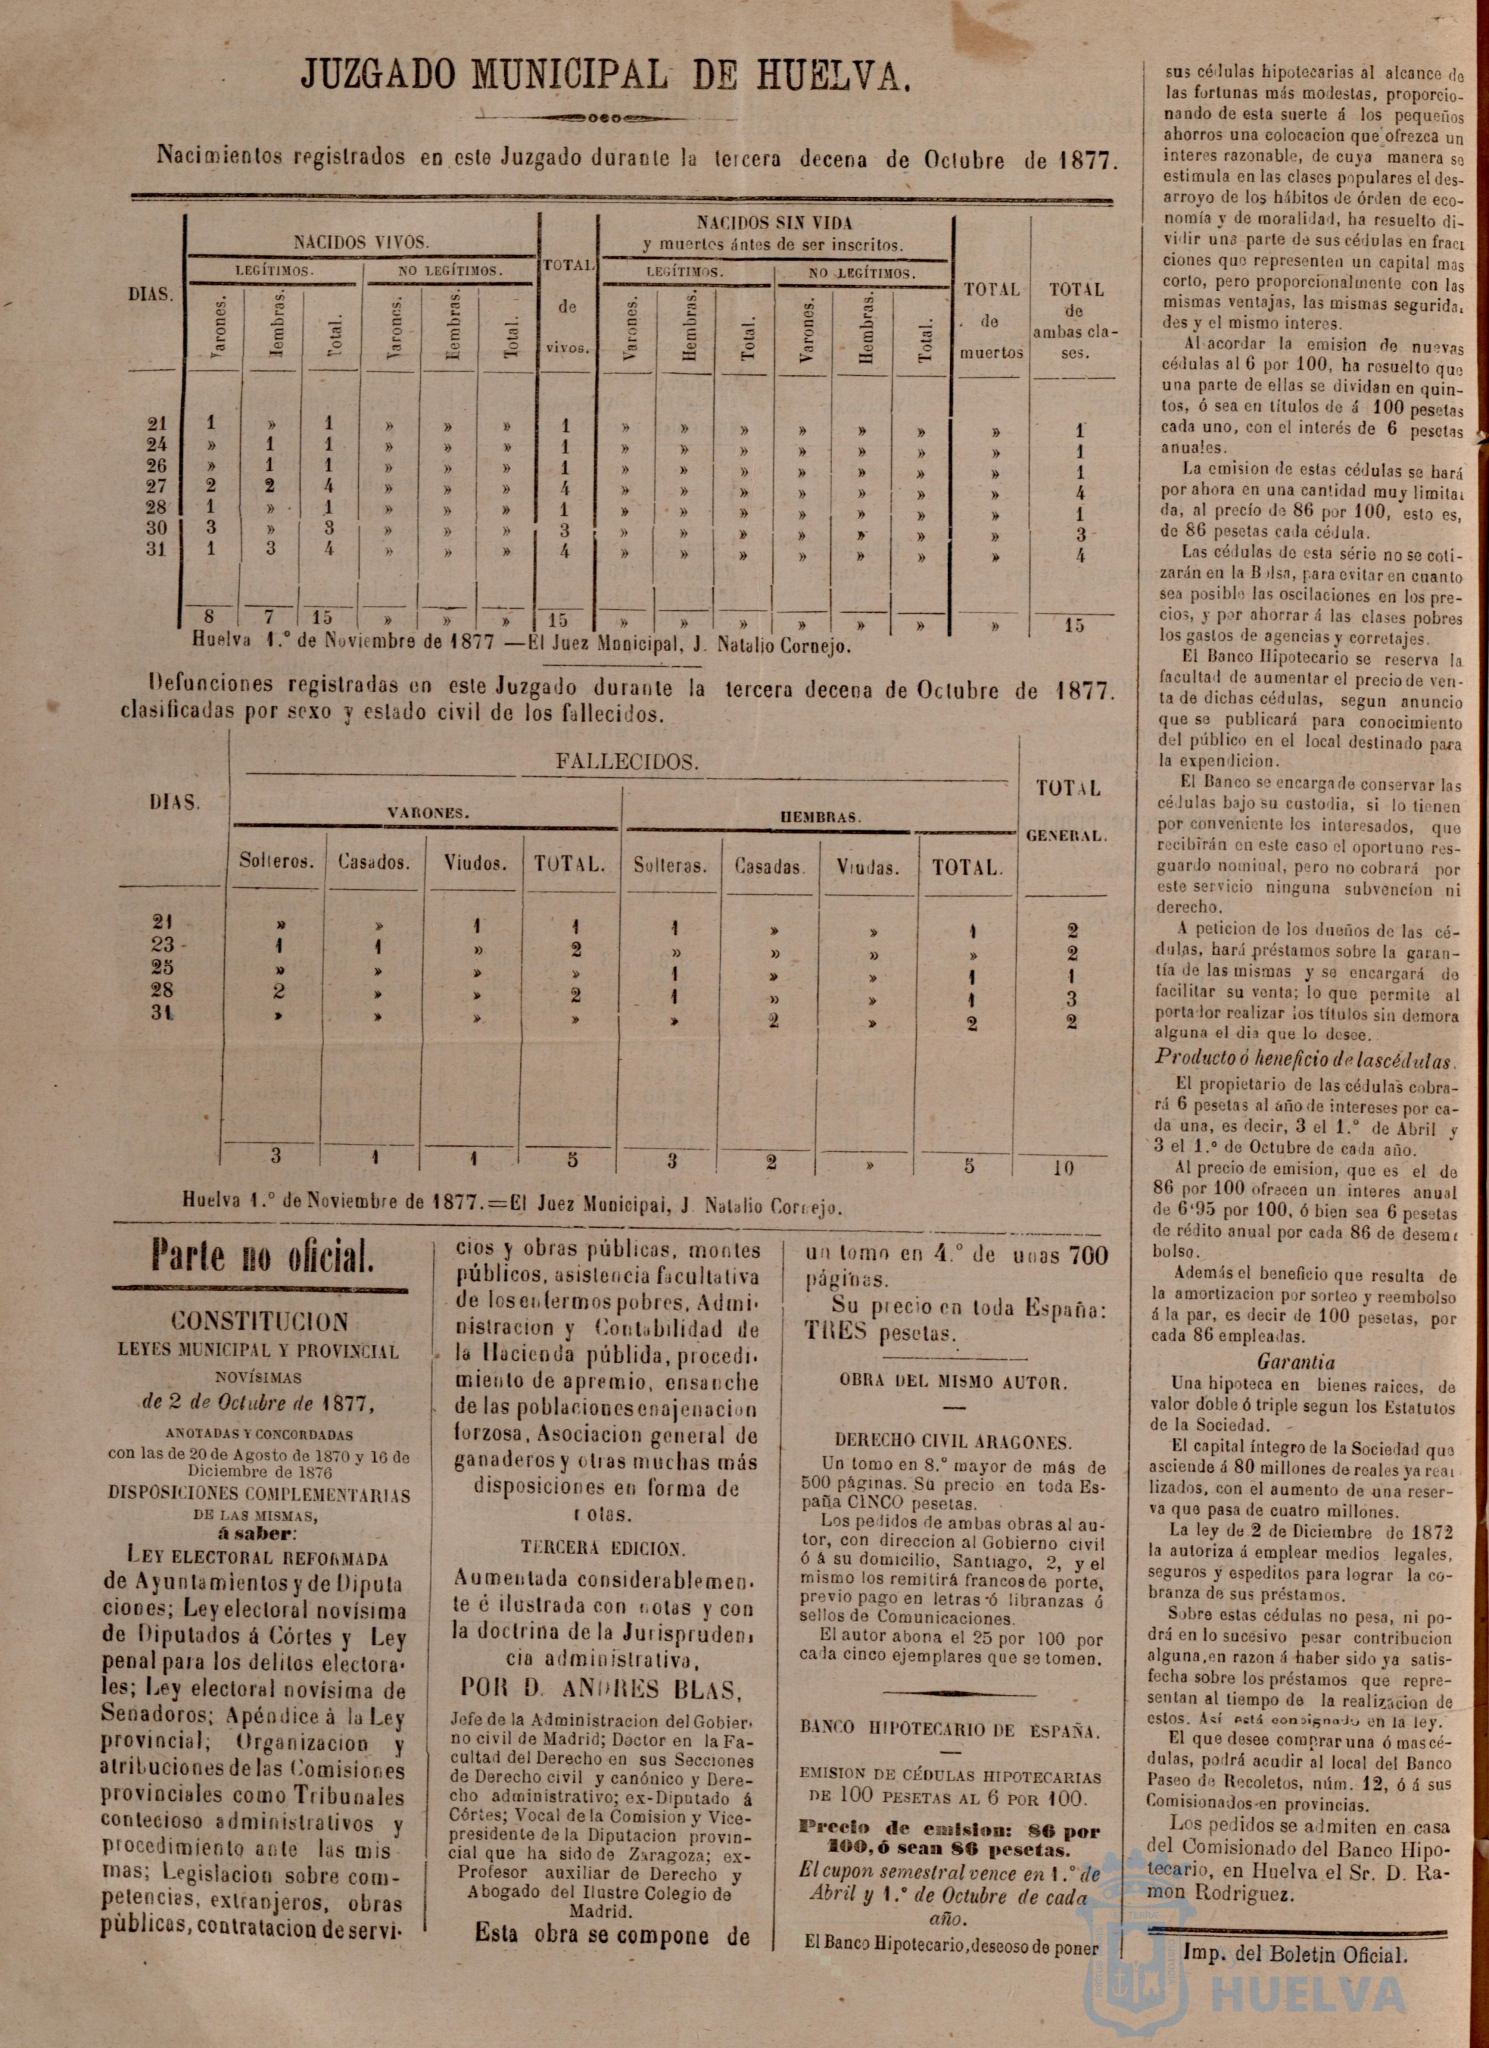 JUZGADO MUNICIPAL DE HUELVA.
Nacimientos registrados en este Juzgado durante la tercera decena de Octubre de 1877.
DIAS.
NACIDOS VIVOS.
LEGÍTIMOS.
NO LEGÍTIMOS.
Varones.
Hembras.
Total.
Varones.
Hembras.
Total.
TOTAL
de
vivos.
NACIDOS SIN VIDA
y muertos ántes de ser inscritos.
LEGÍTIMOS.
NO LEGÍTIMOS.
Varones.
Hembras.
Total.
Varones.
Hembras.
Total.
TOTAL
de
muertos
TOTAL
de
ambas cla-
ses.
21 1 » 1 » » » 1 » » » » » » » 1
24 » 1 1 » » » 1 » » » » » » » 1
26 » 1 1 » » » 1 » » » » » » » 1
27 2 2 4 » » » 4 » » » » » » » 4
28 1 » 1 » » » 1 » » » » » » » 1
30 3 » 3 » » » 3 » » » » » » » 3
31 1 3 4 » » » 4 » » » » » » » 4
8 7 15 » » » 15 » » » » » » » 15
Huelva 1.º de Noviembre de 1877 —El Juez Municipal, J. Natalio Cornejo.
Defunciones registradas en este Juzgado durante la tercera decena de Octubre de 1877.
clasificadas por sexo y estado civil de los fallecidos.
DIAS.
FALLECIDOS.
VARONES.
HEMBRAS.
TOTAL
GENERAL.
Solteros. Casados. Viudos. TOTAL. Solteras. Casadas. Viudas. TOTAL.
21 » » 1 1 1 » » 1 2
23 1 1 » 2 » » » » 2
25 » » » » 1 » » 1 1
28 2 » » 2 1 » » 1 3
31 » » » » » 2 » 2 2
3 1 1 5 3 2 » 5 10
Huelva 1.º de Noviembre de 1877.=El Juez Municipal, J. Natalio Cornejo.
Parte no oficial.
CONSTITUCION
LEYES MUNICIPAL Y PROVINCIAL
NOVÍSIMAS
de 2 de Octubre de 1877,
ANOTADAS Y CONCORDADAS
con las de 20 de Agosto de 1870 y 16 de
Diciembre de 1876
DISPOSICIONES COMPLEMENTARIAS
DE LAS MISMAS,
á saber:
LEY ELECTORAL REFORMADA
de Ayuntamientos y de Diputa
ciones; Ley electoral novísima
de Diputados á Córtes y Ley
penal para los delitos electora-
les; Ley electoral novísima de
Senadoros; Apéndice à la Ley
provincial; Organizacion y
atribuciones de las Comisiones
provinciales como Tribunales
contecioso administrativos y
procedimiento ante las mis
mas; Legislacion sobre com-
petencias, extranjeros, obras
públicas, contratacion de servi-
cios y obras públicas, montes
públicos, asistencia facultativa
de los enfermos pobres, Admi-
nistracion y Contabilidad de
la Hacienda públida, procedi-
miento de apremio, ensanche
de las poblaciones enajenacion
forzosa, Asociacion general de
ganaderos y otras muchas más
disposiciones en forma de
notas.
TERCERA EDICION.
Aumentada considerablemen-
te é ilustrada con notas y con
la doctrina de la Jurispruden,
cia administrativa,
POR D. ANDRES BLAS,
Jefe de la Administracion del Gobier-
no civil de Madrid; Doctor en la Fa-
cultad del Derecho en sus Secciones
de Derecho civil y canónico y Dere-
cho administrativo; ex-Diputado á
Córtes; Vocal de la Comision y Vice-
presidente de la Diputacion provin-
cial que ha sido de Zaragoza; ex-
Profesor auxiliar de Derecho y
Abogado del Ilustre Colegio de
Madrid.
Esta obra se compone de
un tomo en 4.º de unas 700
páginas.
Su precio en toda España:
TRES pesetas.
OBRA DEL MISMO AUTOR.
DERECHO CIVIL ARAGONES.
Un tomo en 8.º mayor de más de
500 páginas. Su precio en toda Es-
paña CINCO pesetas.
Los pedidos de ambas obras al au-
tor, con direccion al Gobierno civil
ó á su domicilio, Santiago, 2, y el
mismo los remitirá francos de porte,
previo pago en letras ó libranzas ó
sellos de Comunicaciones.
El autor abona el 25 por 100 por
cada cinco ejemplares que se tomen.
BANCO HIPOTECARIO DE ESPAÑA.
EMISION DE CÉDULAS HIPOTECARIAS
DE 100 PESETAS AL 6 POR 100.
Precio de emision: 86 por
100, ó sean 86 pesetas.
El cupon semestral vence en 1.º de
Abril y 1.º de Octubre de cada
año.
El Banco Hipotecario, deseoso de poner
sus cédulas hipotecarias al alcance de
las fortunas más modestas, proporcio-
nando de esta suerte á los pequeños
ahorros una colocacion que ofrezca un
interes razonable, de cuya manera se
estimula en las clases populares el des-
arroyo de los hábitos de órden de eco-
nomía y de moralidad, ha resuelto di-
vidir una parte de sus cédulas en frac
ciones que representen un capital mas
corto, pero proporcionalmente con las
mismas ventajas, las mismas segurida,
des y el mismo interes.
Al acordar la emision de nuevas
cédulas al 6 por 100, ha resuelto que
una parte de ellas se dividan en quin-
tos, ó sea en títulos de á 100 pesetas
cada uno, con el interés de 6 pesetas
anuales.
La emision de estas cédulas se hará
por ahora en una cantidad muy limita
da, al precio de 86 por 100, esto es,
de 86 pesetas cada cédula.
Las cédulas de esta série no se coti-
zarán en la Bolsa, para evitar en cuanto
sea posible las oscilaciones en los pre-
cios, y por ahorrar á las clases pobres
los gastos de agencias y corretajes.
El Banco Hipotecario se reserva la
facultad de aumentar el precio de ven-
ta de dichas cédulas, segun anuncio
que se publicará para conocimiento
del público en el local destinado para
la expendicion.
El Banco se encarga de conservar las
cédulas bajo su custodia, si lo tienen
por conveniente los interesados, que
recibirán en este caso el oportuno res-
guardo nominal, pero no cobrará por
este servicio ninguna subvencion ni
derecho.
A peticion de los dueños de las cé-
dulas, hará préstamos sobre la garan-
tía de las mismas y se encargará de
facilitar su venta; lo que permite al
portador realizar los títulos sin demora
alguna el dia que lo desee.
Producto ó beneficio de las cédulas.
El propietario de las cédulas cobra-
rá 6 pesetas al año de intereses por ca-
da una, es decir, 3 el 1.º de Abril y
3 el 1.º de Octubre de cada año.
Al precio de emision, que es el de
86 por 100 ofrecen un interes anual
de 6'95 por 100, ó bien sea 6 pesetas
de rédito anual por cada 86 de desem
bolso.
Además el beneficio que resulta de
la amortizacion por sorteo y reembolso
á la par, es decir de 100 pesetas, por
cada 86 empleadas.
Garantia
Una hipoteca en bienes raices, de
valor doble ó triple segun los Estatutos
de la Sociedad.
El capital íntegro de la Sociedad que
asciende á 80 millones de reales ya rea
lizados, con el aumento de una reser-
va que pasa de cuatro millones.
La ley de 2 de Diciembre de 1872
la autoriza á emplear medios legales,
seguros y espeditos para lograr la co-
branza de sus préstamos.
Sobre estas cédulas no pesa, ni po-
drá en lo sucesivo pesar contribucion
alguna, en razon á haber sido ya satis-
fecha sobre los préstamos que repre-
sentan al tiempo de la realizacion de
estos. Así está consignado en la ley.
El que desee comprar una ó mas cé-
dulas, podrá acudir al local del Banco
Paseo de Recoletos, núm. 12, ó á sus
Comisionados en provincias.
Los pedidos se admiten en casa
del Comisionado del Banco Hipo-
tecario, en Huelva el Sr. D. Ra-
mon Rodriguez.
Imp. del Boletin Oficial.
HUELVA